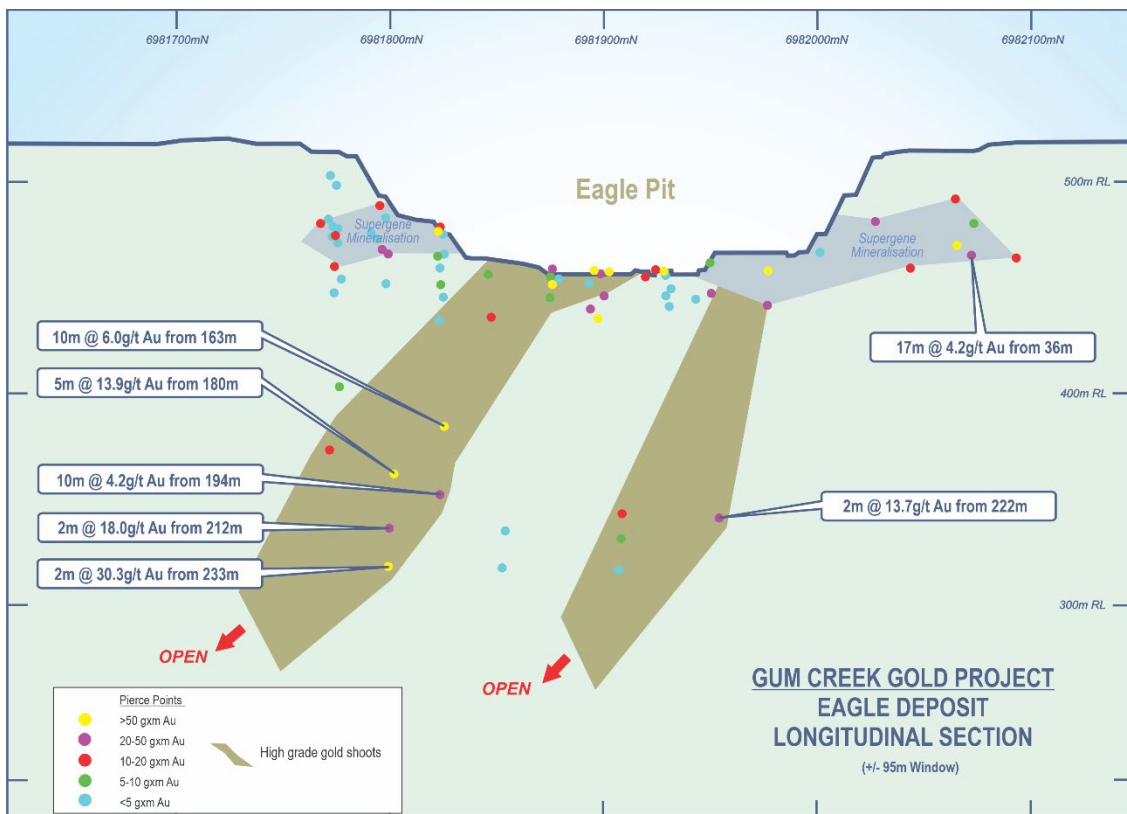 6981700mN
6981800mN
6981900mN
6982000mN
6982100mN
500m RL
Eagle Pit
Supergene
Mineralisation
Supergene
Mineralisation
10m @ 6.0g/t Au from 163m
17m @ 4.2g/t Au from 36m
5m @ 13.9g/t Au from 180m
400m RL
10m @ 4.2g/t Au from 194m
2m @ 18.0g/t Au from 212m
2m @ 13.7g/t Au from 222m
2m @ 30.3g/t Au from 233m
300m RL
OPEN
OPEN
Pierce Points
>50 gxm Au
20-50 gxm Au
10-20 gxm Au
5-10 gxm Au
<5 gxm Au
High grade gold shoots
GUM CREEK GOLD PROJECT
EAGLE DEPOSIT
LONGITUDINAL SECTION
(+/- 95m Window)